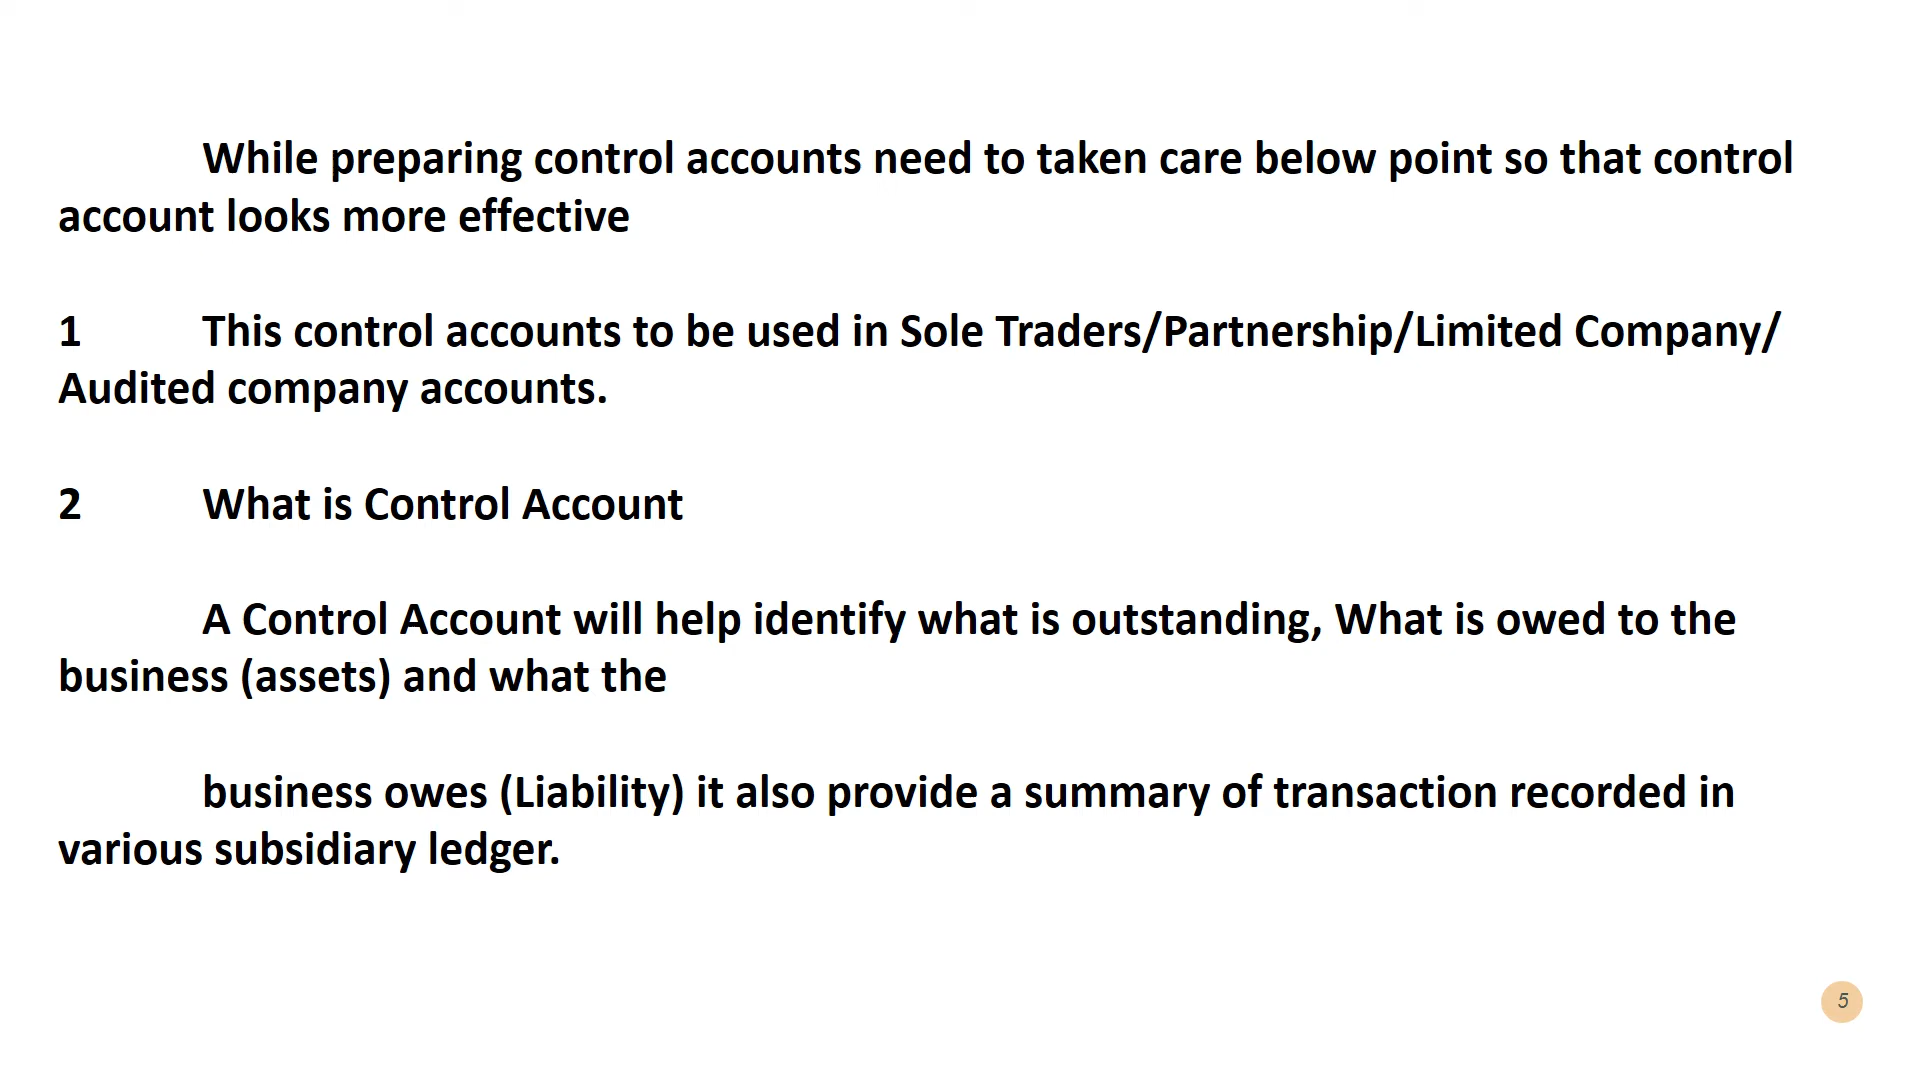 While preparing control accounts need to taken care below point so that control
account looks more effective
1 This control accounts to be used in Sole Traders/Partnership/Limited Company/
Audited company accounts.
2 What is Control Account
A Control Account will help identify what is outstanding, What is owed to the
business (assets) and what the
business owes (Liability) it also provide a summary of transaction recorded in
various subsidiary ledger.
5